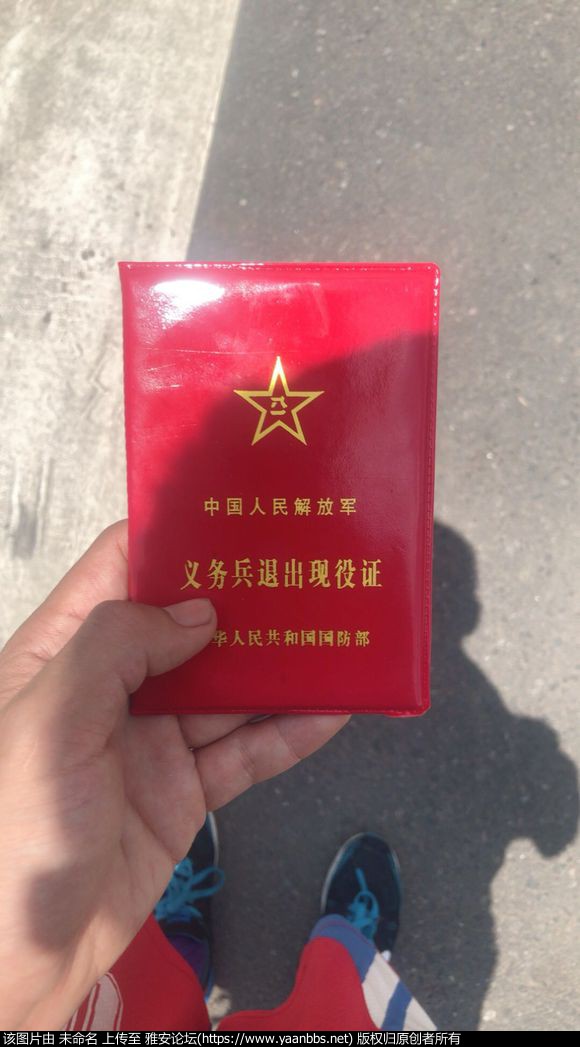 八一
中国人民解放军
义务兵退出现役证
华人民共和国国防部
该图片由 未命名 上传至 雅安论坛(https://www.yaanbbs.net) 版权归原创者所有